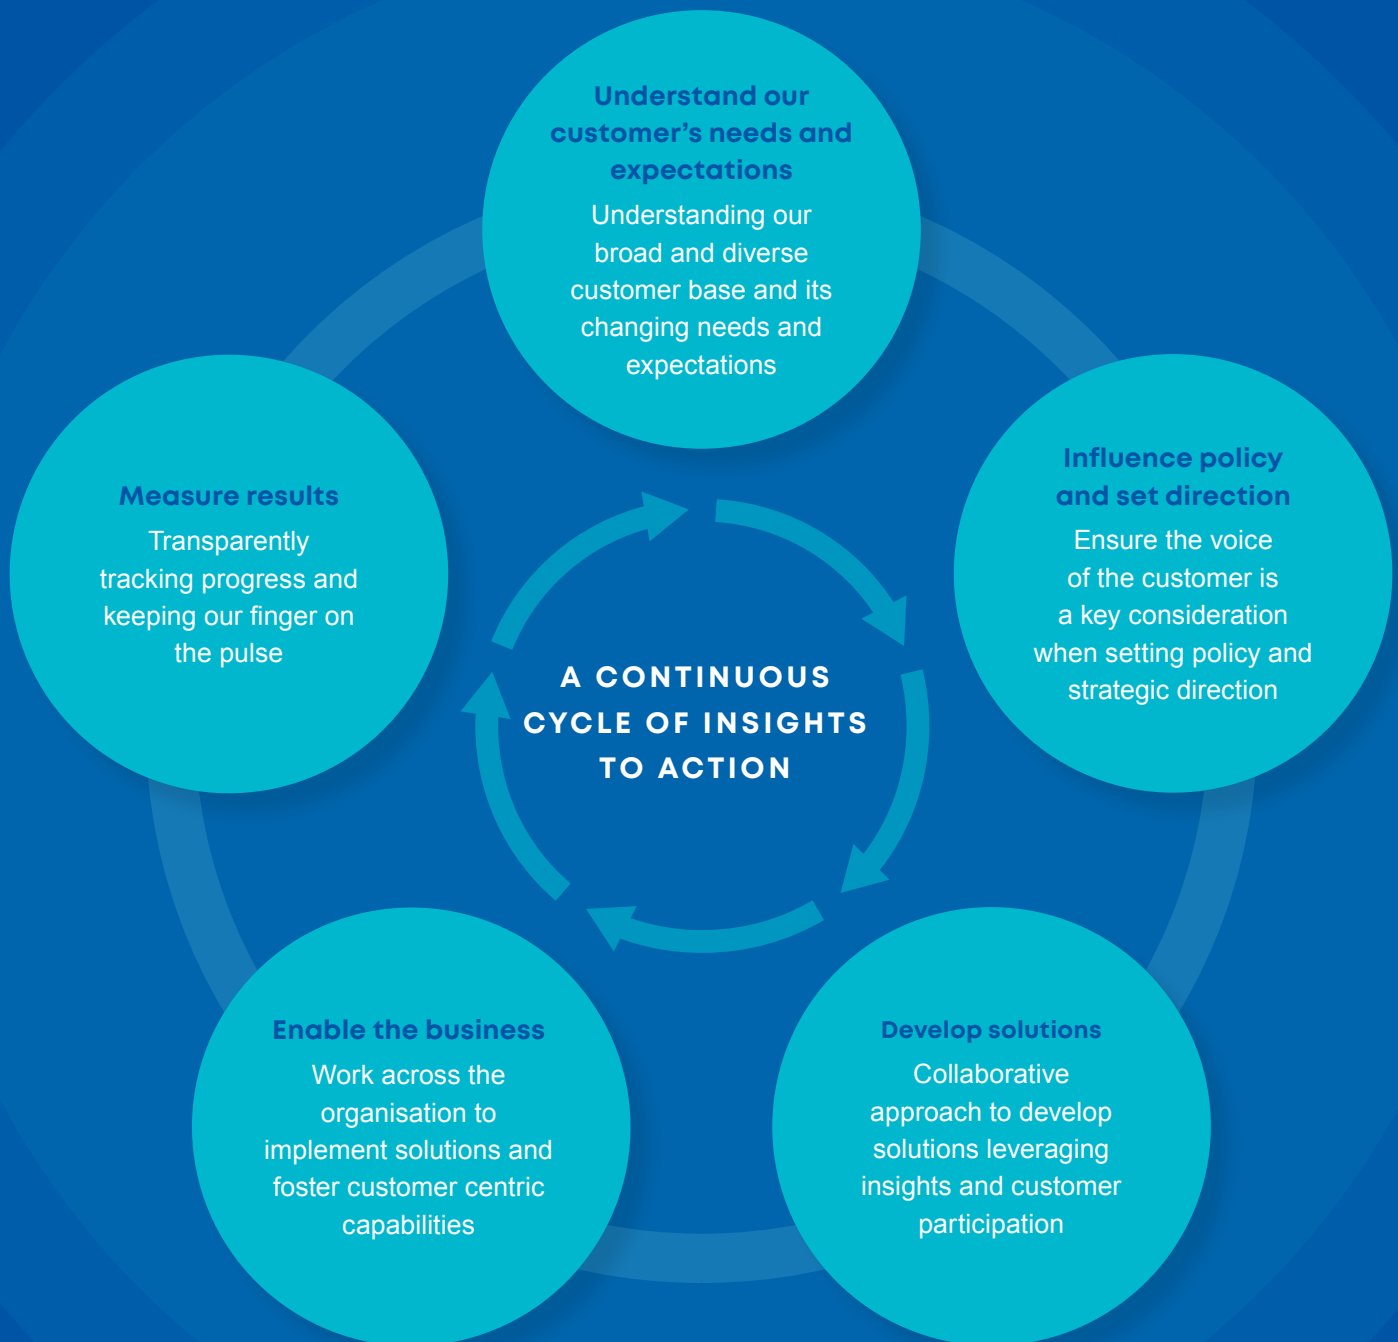 Understand our
customer’s needs and
expectations
Understanding our
broad and diverse
customer base and its
changing needs and
expectations
Influence policy
and set direction
Ensure the voice
of the customer is
a key consideration
when setting policy and
strategic direction
Develop solutions
Collaborative
approach to develop
solutions leveraging
insights and customer
participation
Enable the business
Work across the
organisation to
implement solutions and
foster customer centric
capabilities
Measure results
Transparently
tracking progress and
keeping our finger on
the pulse
A CONTINUOUS
CYCLE OF INSIGHTS
TO ACTION